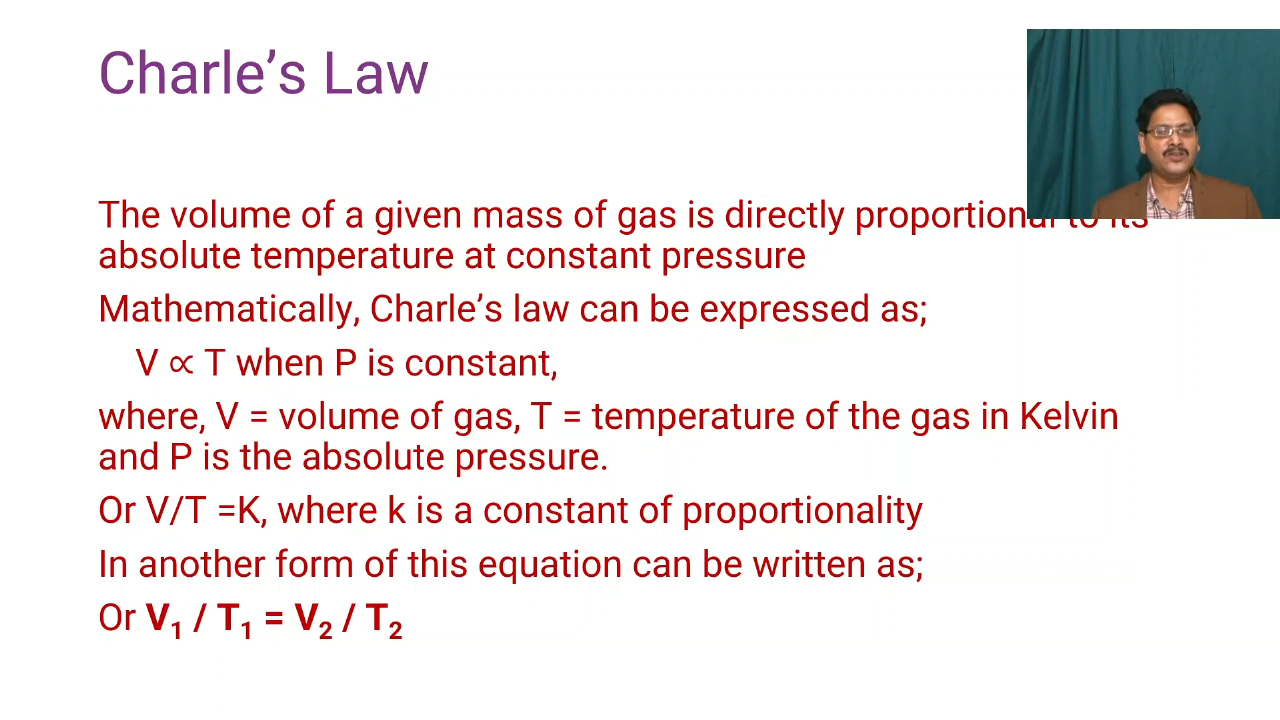 Charle’s Law
The volume of a given mass of gas is directly proportional to its
absolute temperature at constant pressure
Mathematically, Charle’s law can be expressed as;
V ∝ T when P is constant,
where, V = volume of gas, T = temperature of the gas in Kelvin
and P is the absolute pressure.
Or V/T =K, where k is a constant of proportionality
In another form of this equation can be written as;
Or V₁ / T₁ = V₂ / T₂